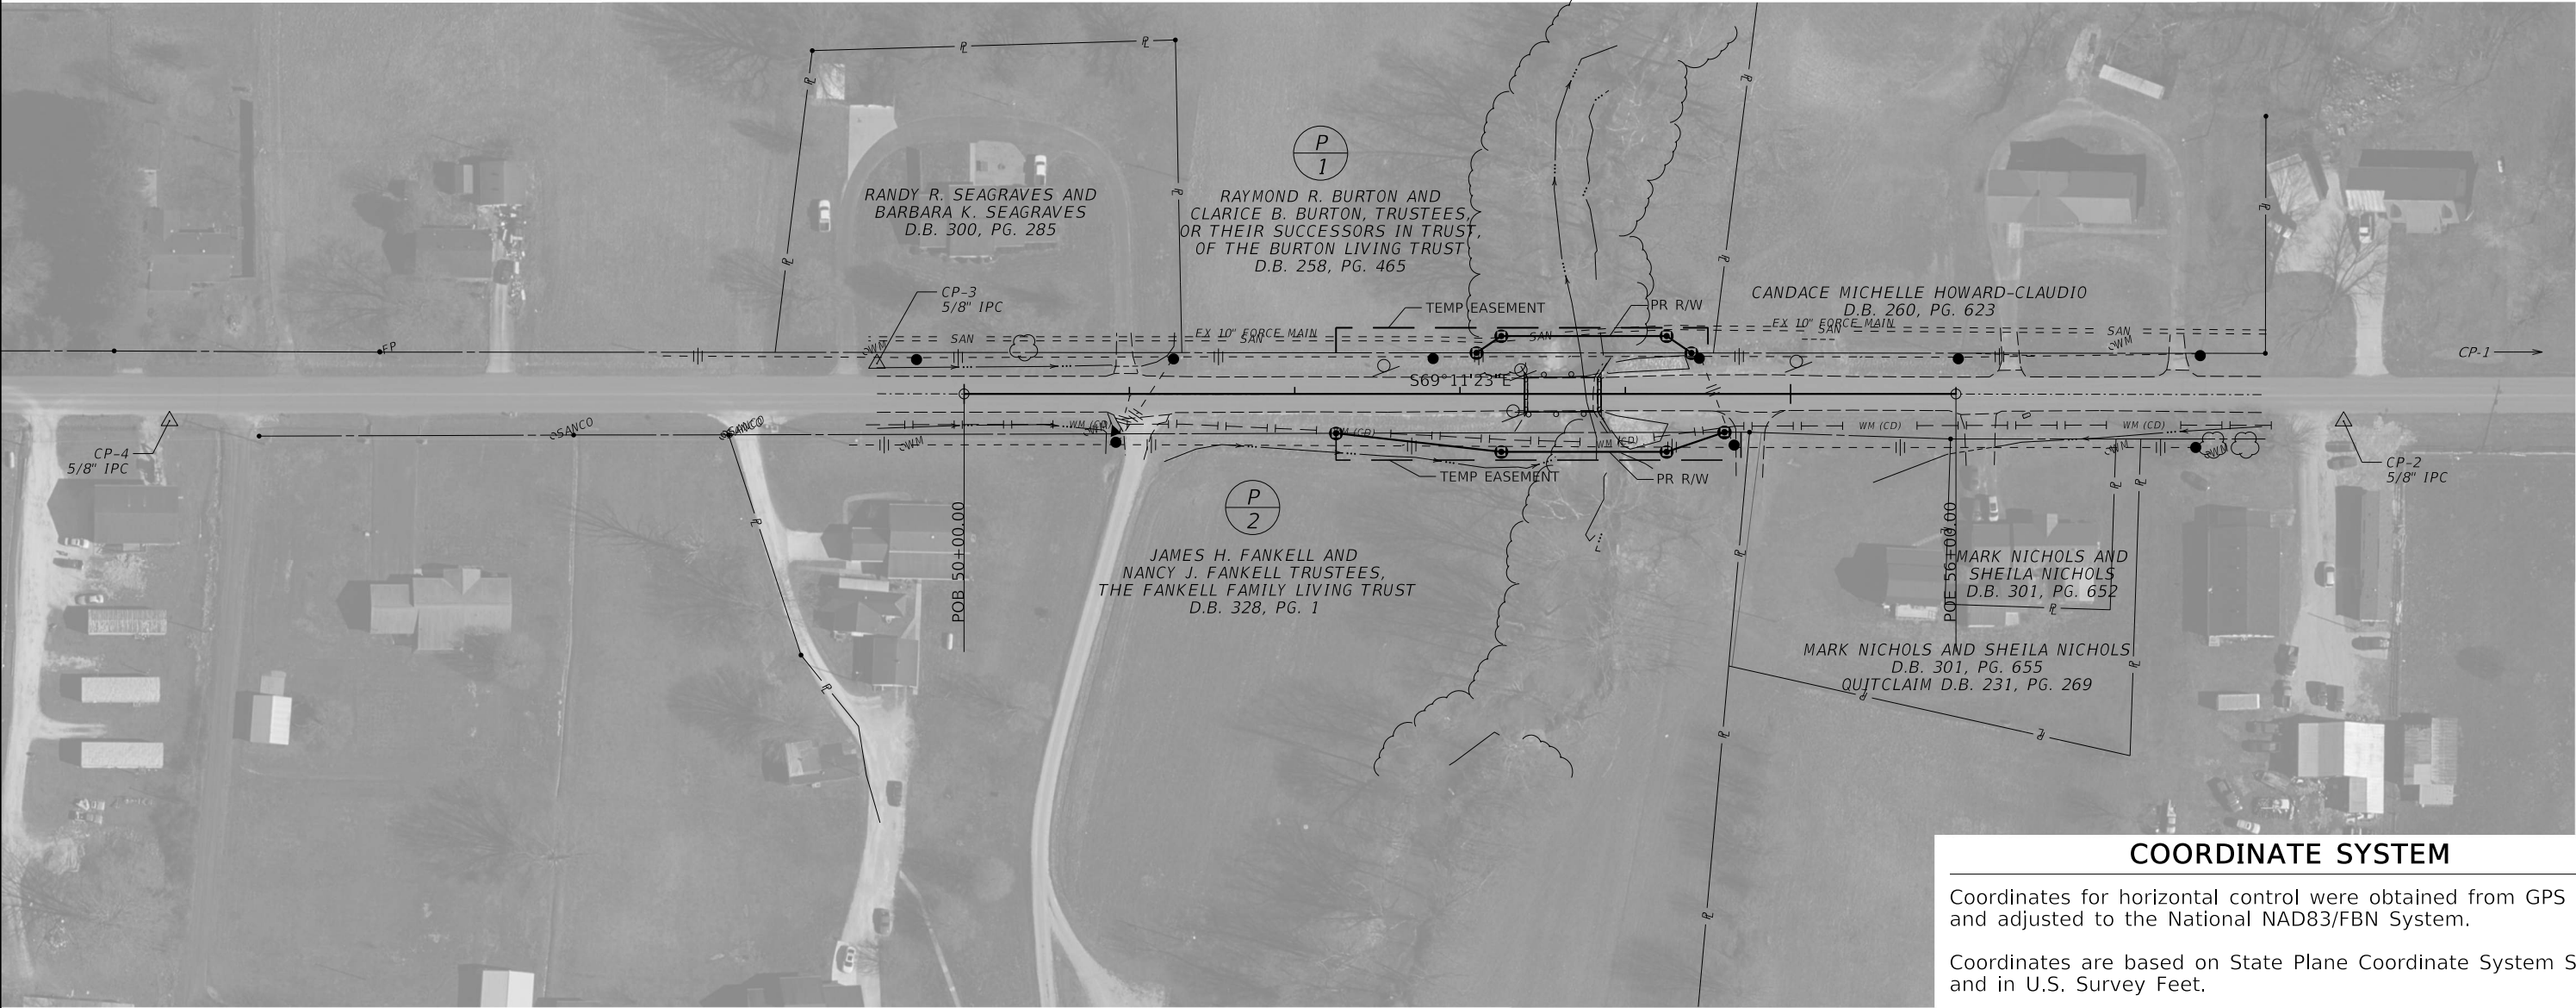 RANDY R. SEAGRAVES AND
BARBARA K. SEAGRAVES
D.B. 300, PG. 285
P
1
RAYMOND R. BURTON AND
CLARICE B. BURTON, TRUSTEES,
OR THEIR SUCCESSORS IN TRUST,
OF THE BURTON LIVING TRUST
D.B. 258, PG. 465
CANDACE MICHELLE HOWARD-CLAUDIO
D.B. 260, PG. 623
CP-3
5/8" IPC
TEMP EASEMENT
PR R/W
EX 10" FORCE MAIN
EX 10" FORCE MAIN
SAN
SAN
SAN
SAN
SAN
FP
CP-1
S69°11'23"E
CP-4
5/8" IPC
WM (CD)
WM (CD)
WM (CD)
WM (CD)
TEMP EASEMENT
PR R/W
CP-2
5/8" IPC
POB 50+00.00
POE 56+00.00
P
2
JAMES H. FANKELL AND
NANCY J. FANKELL TRUSTEES,
THE FANKELL FAMILY LIVING TRUST
D.B. 328, PG. 1
MARK NICHOLS AND
SHEILA NICHOLS
D.B. 301, PG. 652
MARK NICHOLS AND SHEILA NICHOLS
D.B. 301, PG. 655
QUITCLAIM D.B. 231, PG. 269
COORDINATE SYSTEM
Coordinates for horizontal control were obtained from GPS
and adjusted to the National NAD83/FBN System.
Coordinates are based on State Plane Coordinate System S
and in U.S. Survey Feet.